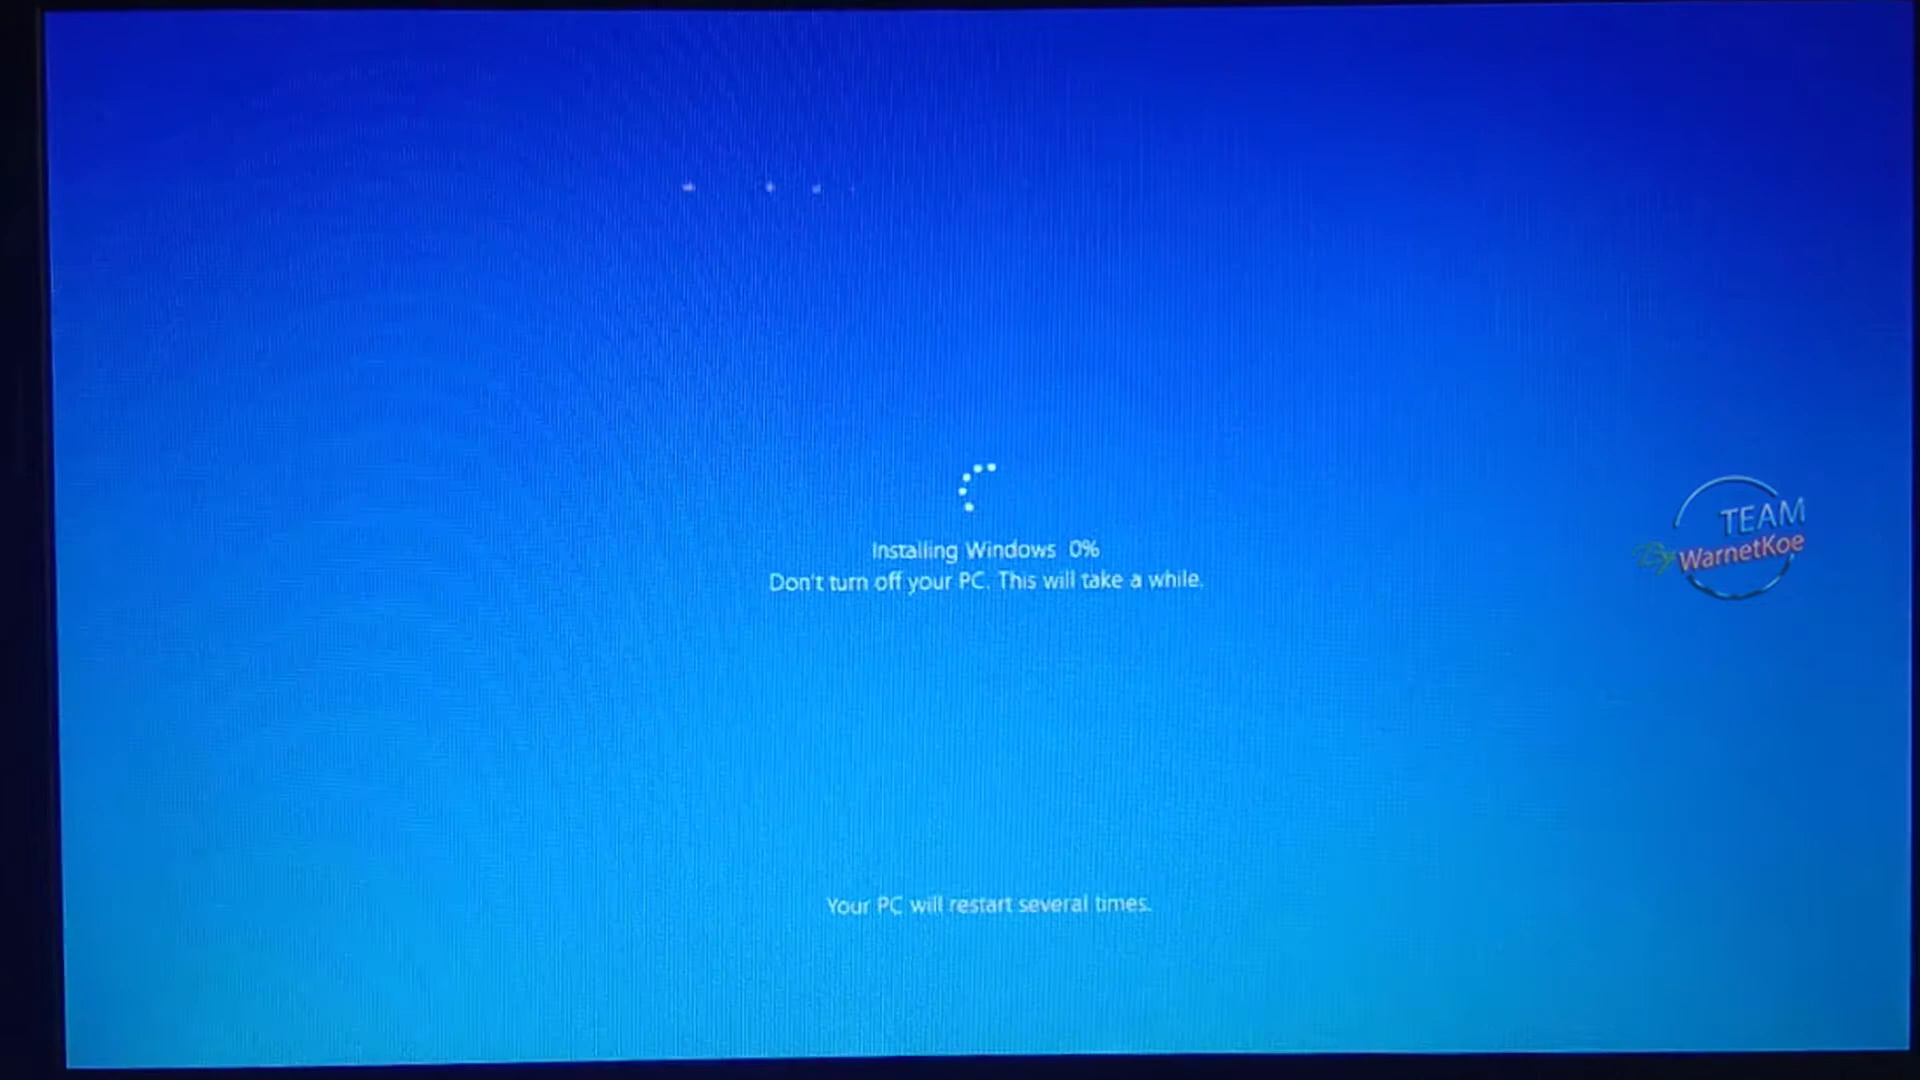 Installing Windows 0%
Don't turn off your PC. This will take a while.
TEAM
By WarnetKoe
Your PC will restart several times.